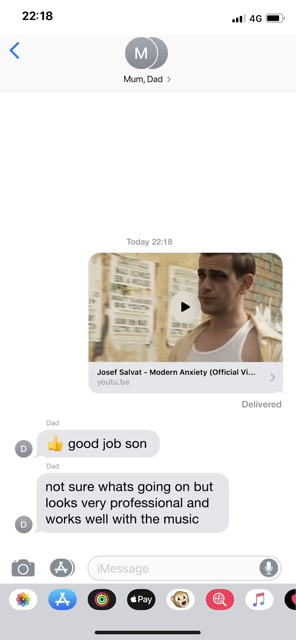 22:18
4G
M
Mum, Dad
Today 22:18
Josef Salvat - Modern Anxiety (Official Vi...
youtu.be
Delivered
Dad
D
👍 good job son
Dad
not sure whats going on but
looks very professional and
works well with the music
D
iMessage
Pay